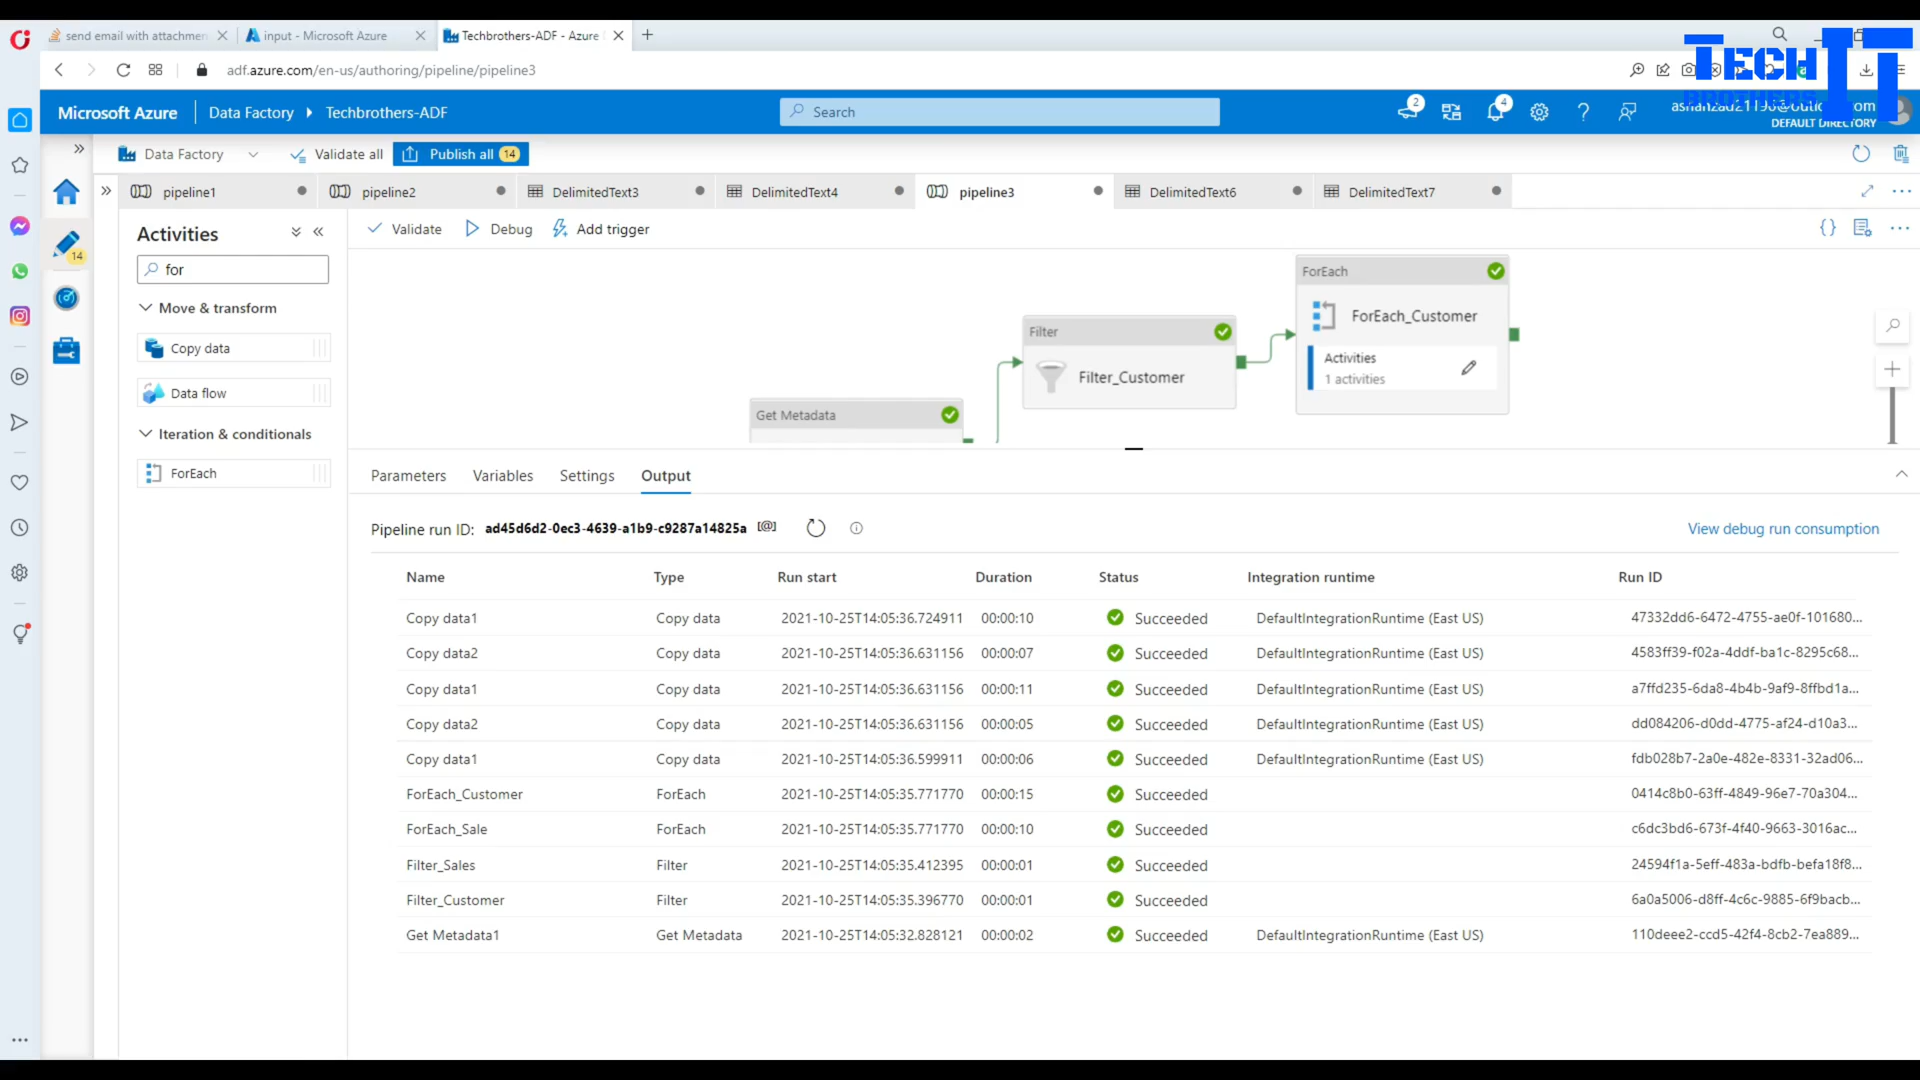 send email with attachmen
input - Microsoft Azure
Techbrothers-ADF - Azure
adf.azure.com/en-us/authoring/pipeline/pipeline3
TECH IT
BROTHERS
Microsoft Azure
Data Factory
Techbrothers-ADF
Search
2
4
DEFAULT DIRECTORY
Data Factory
Validate all
Publish all 14
pipeline1
pipeline2
DelimitedText3
DelimitedText4
pipeline3
DelimitedText6
DelimitedText7
14
Activities
for
Move & transform
Copy data
Data flow
Iteration & conditionals
ForEach
Validate
Debug
Add trigger
{}
Get Metadata
Filter
Filter_Customer
ForEach
ForEach_Customer
Activities
1 activities
Parameters
Variables
Settings
Output
Pipeline run ID: ad45d6d2-0ec3-4639-a1b9-c9287a14825a [@]
View debug run consumption
Name Type Run start Duration Status Integration runtime Run ID
Copy data1 Copy data 2021-10-25T14:05:36.724911 00:00:10 Succeeded DefaultIntegrationRuntime (East US) 47332dd6-6472-4755-ae0f-101680...
Copy data2 Copy data 2021-10-25T14:05:36.631156 00:00:07 Succeeded DefaultIntegrationRuntime (East US) 4583ff39-f02a-4ddf-ba1c-8295c68...
Copy data1 Copy data 2021-10-25T14:05:36.631156 00:00:11 Succeeded DefaultIntegrationRuntime (East US) a7ffd235-6da8-4b4b-9af9-8ffbd1a...
Copy data2 Copy data 2021-10-25T14:05:36.631156 00:00:05 Succeeded DefaultIntegrationRuntime (East US) dd084206-d0dd-4775-af24-d10a3...
Copy data1 Copy data 2021-10-25T14:05:36.599911 00:00:06 Succeeded DefaultIntegrationRuntime (East US) fdb028b7-2a0e-482e-8331-32ad06...
ForEach_Customer ForEach 2021-10-25T14:05:35.771770 00:00:15 Succeeded 0414c8b0-63ff-4849-96e7-70a304...
ForEach_Sale ForEach 2021-10-25T14:05:35.771770 00:00:10 Succeeded c6dc3bd6-673f-4f40-9663-3016ac...
Filter_Sales Filter 2021-10-25T14:05:35.412395 00:00:01 Succeeded 24594f1a-5eff-483a-bdfb-befa18f8...
Filter_Customer Filter 2021-10-25T14:05:35.396770 00:00:01 Succeeded 6a0a5006-d8ff-4c6c-9885-6f9bacb...
Get Metadata1 Get Metadata 2021-10-25T14:05:32.828121 00:00:02 Succeeded DefaultIntegrationRuntime (East US) 110deee2-ccd5-42f4-8cb2-7ea889...